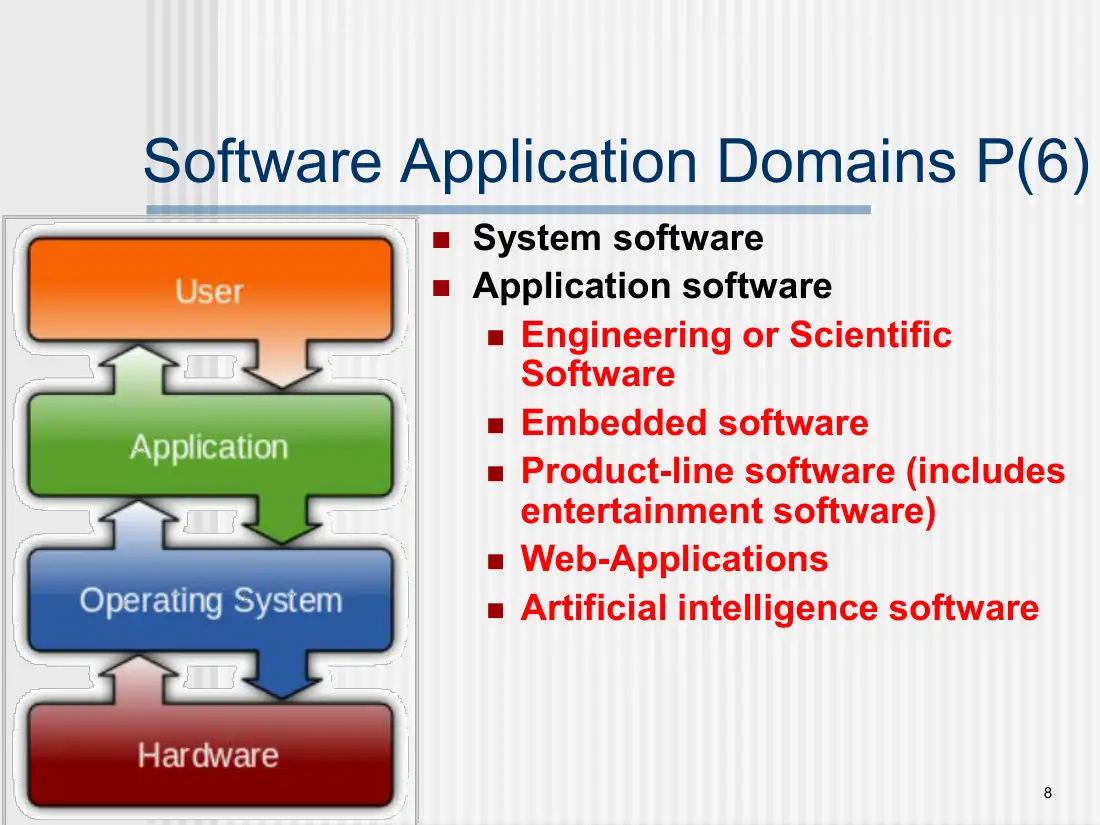 Software Application Domains P(6)
User
Application
Operating System
Hardware
System software
Application software
Engineering or Scientific
Software
Embedded software
Product-line software (includes
entertainment software)
Web-Applications
Artificial intelligence software
8